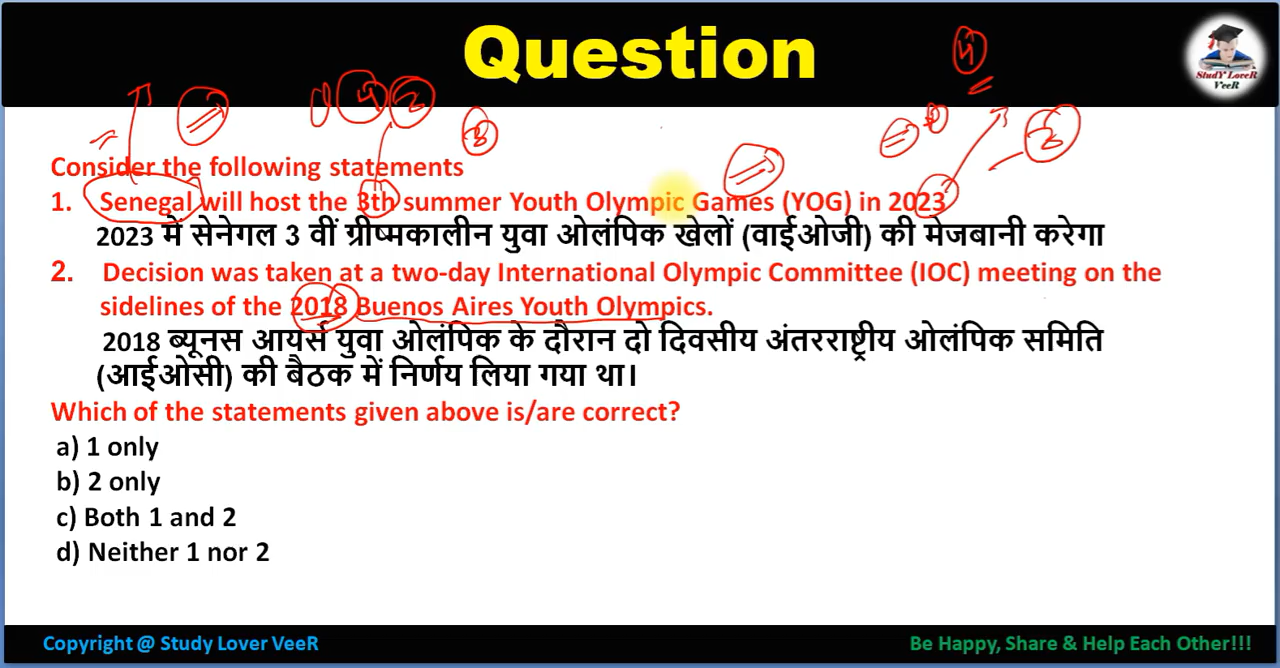 Question
StudY LoveR
VeeR
4
Consider the following statements
1. Senegal will host the 3th summer Youth Olympic Games (YOG) in 2023
2023 में सेनेगल 3 वीं ग्रीष्मकालीन युवा ओलंपिक खेलों (वाईओजी) की मेजबानी करेगा
2. Decision was taken at a two-day International Olympic Committee (IOC) meeting on the
sidelines of the 2018 Buenos Aires Youth Olympics.
2018 ब्यूनस आयर्स युवा ओलंपिक के दौरान दो दिवसीय अंतरराष्ट्रीय ओलंपिक समिति
(आईओसी) की बैठक में निर्णय लिया गया था।
Which of the statements given above is/are correct?
a) 1 only
b) 2 only
c) Both 1 and 2
d) Neither 1 nor 2
Copyright @ Study Lover VeeR
Be Happy, Share & Help Each Other!!!